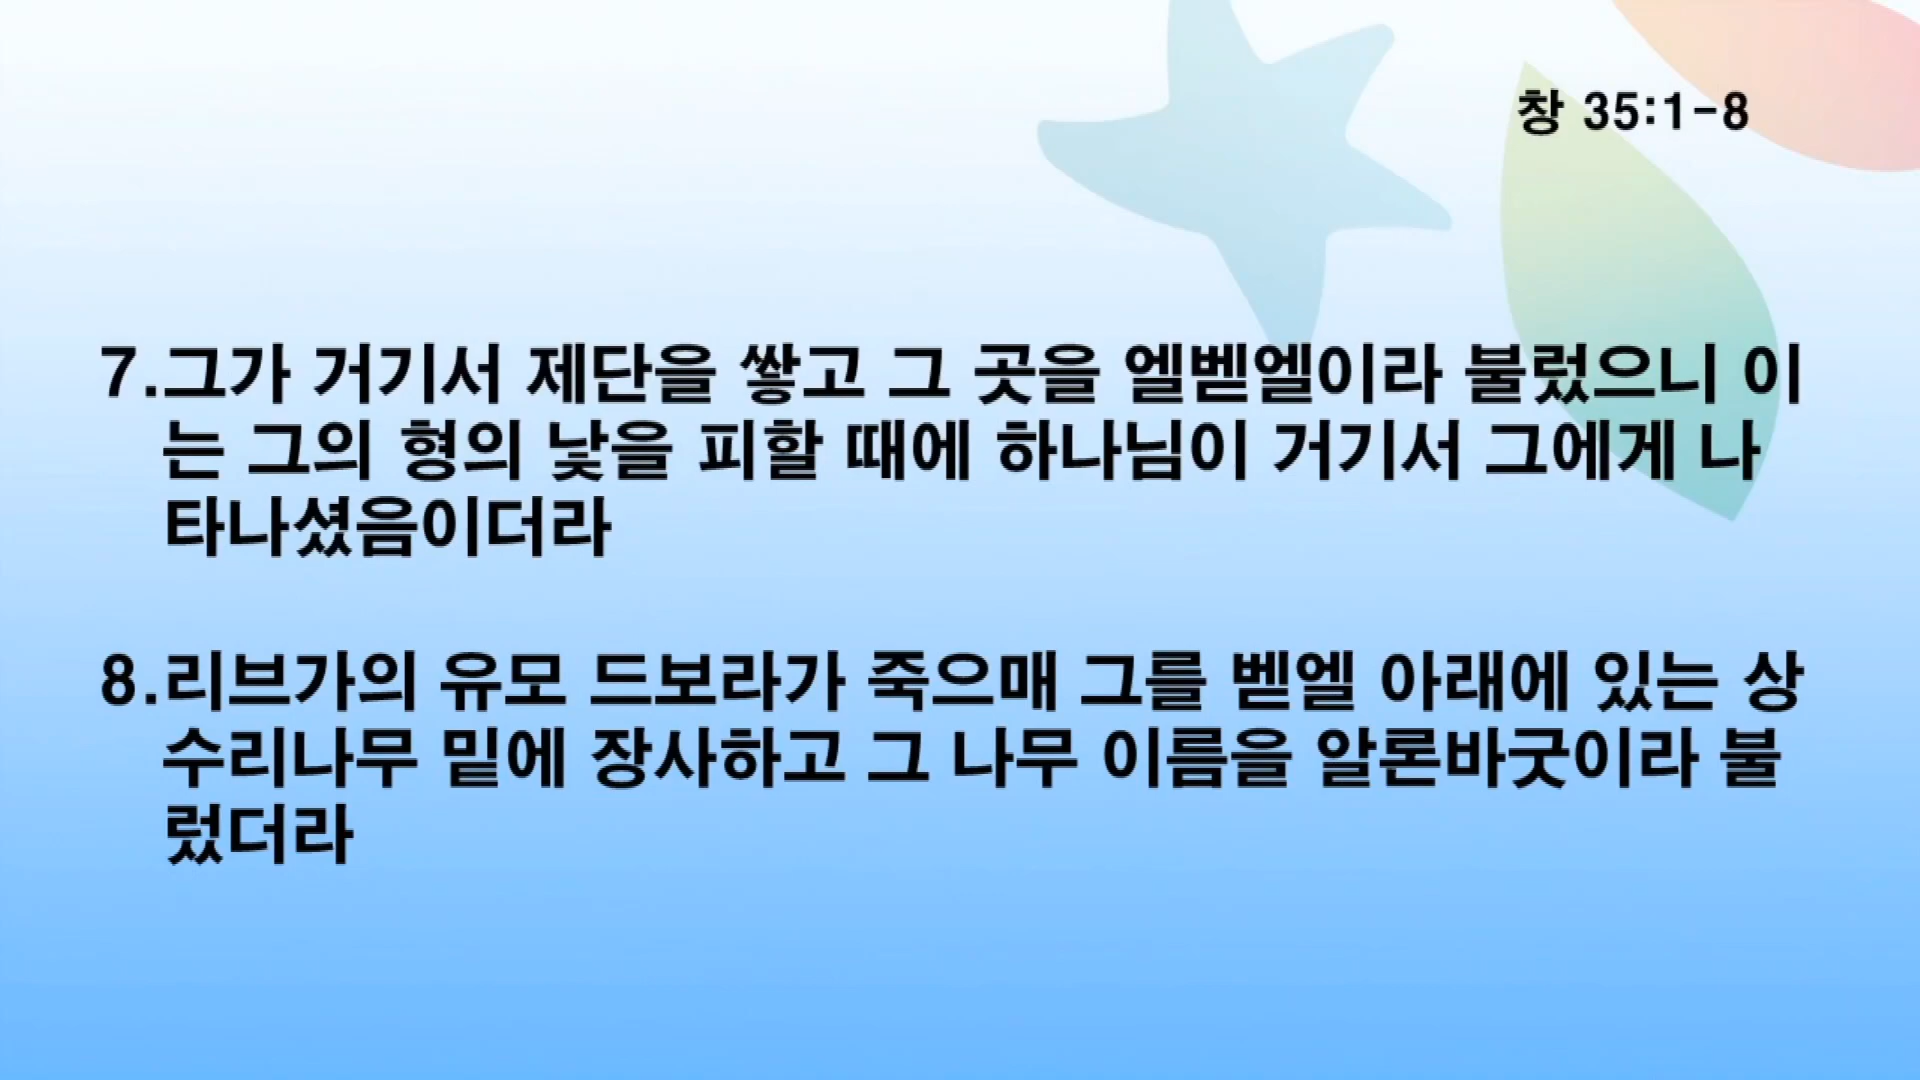 창 35:1-8
7.그가 거기서 제단을 쌓고 그 곳을 엘벧엘이라 불렀으니 이
는 그의 형의 낯을 피할 때에 하나님이 거기서 그에게 나
타나셨음이더라
8.리브가의 유모 드보라가 죽으매 그를 벧엘 아래에 있는 상
수리나무 밑에 장사하고 그 나무 이름을 알론바굿이라 불
렀더라